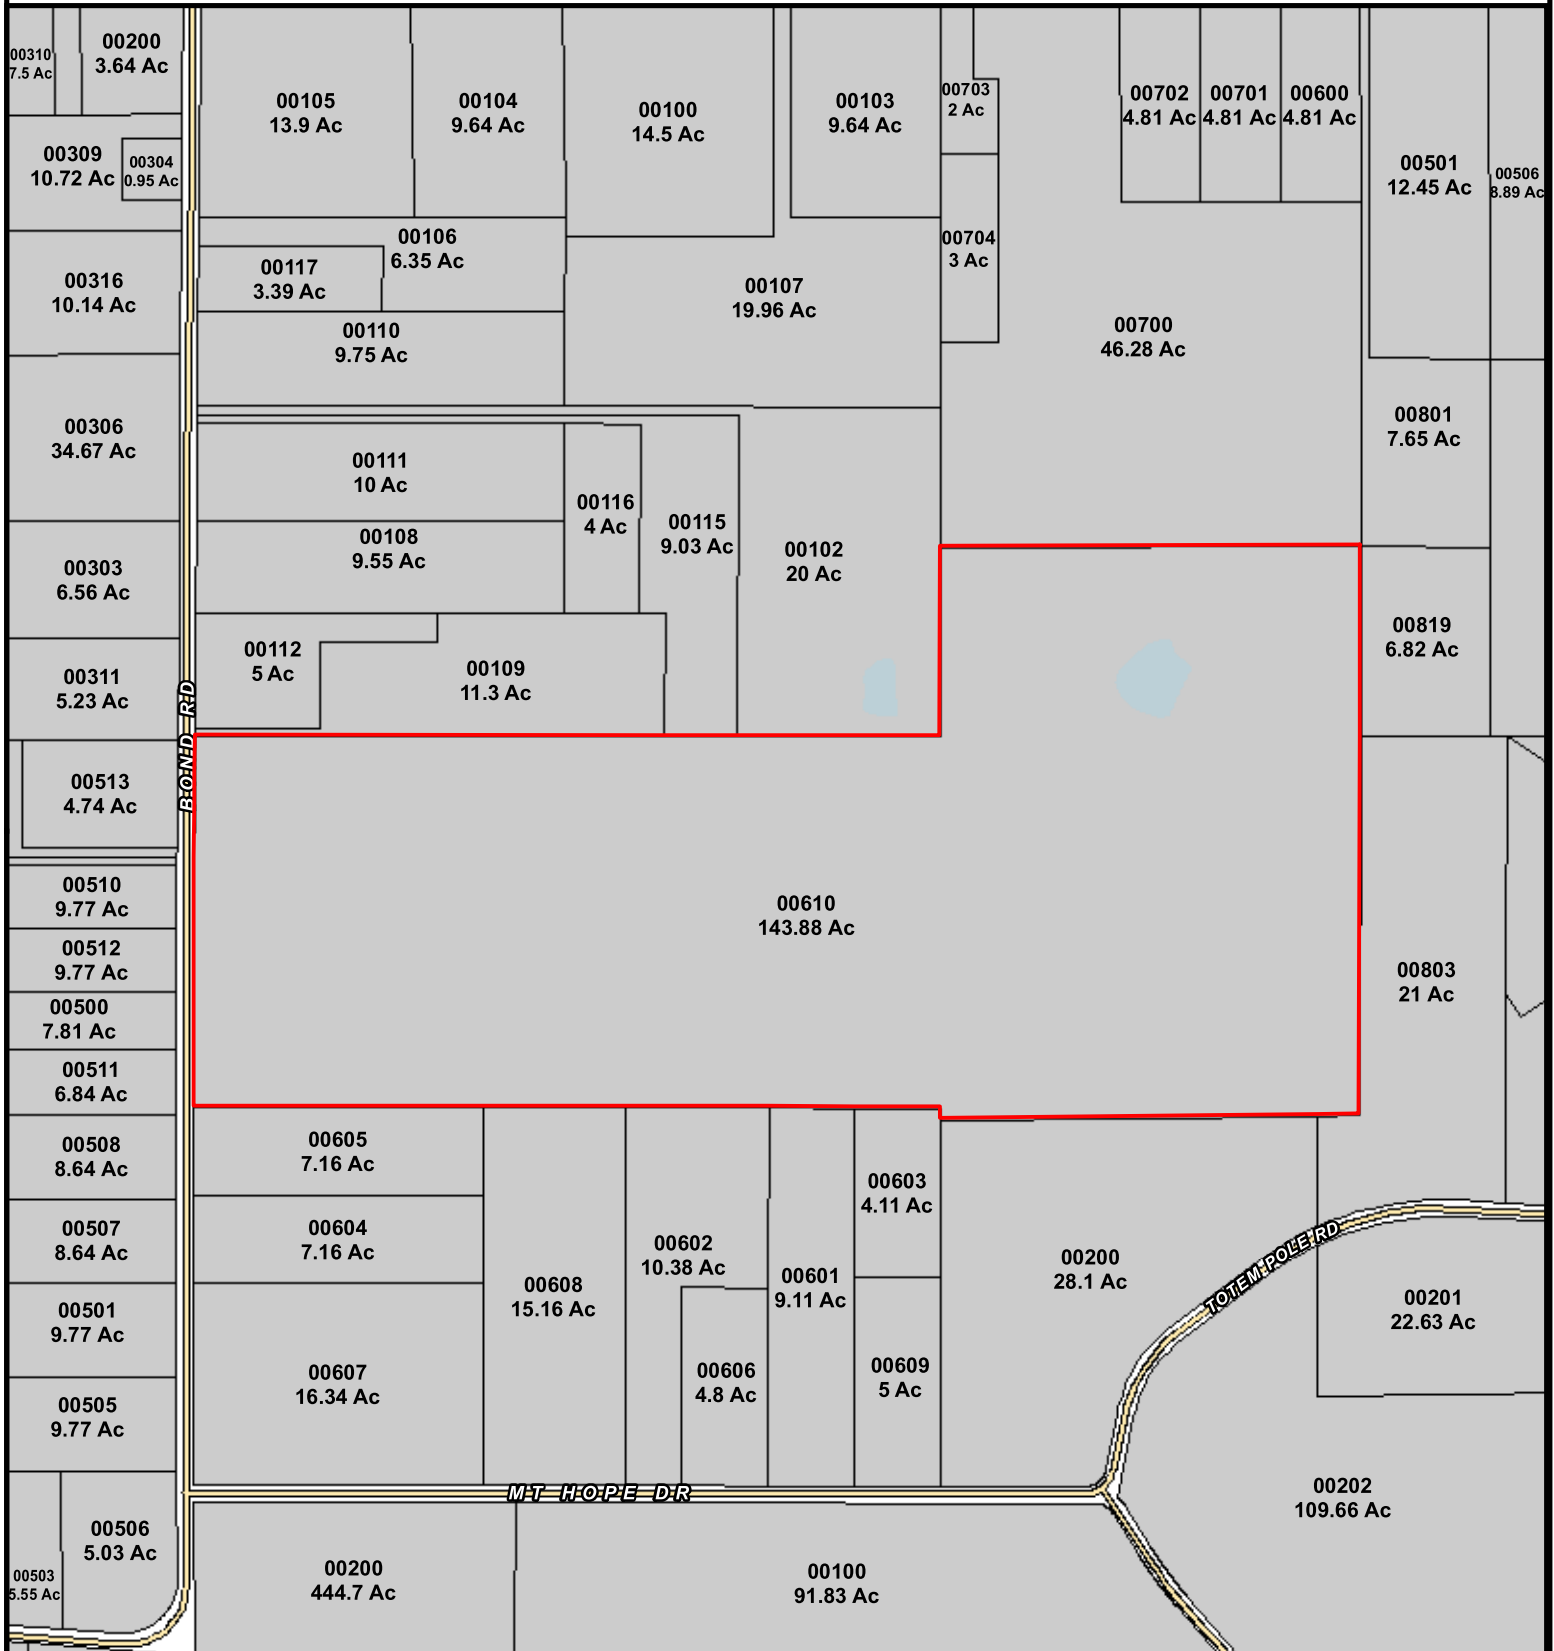 00310
7.5 Ac
00200
3.64 Ac
00105
13.9 Ac
00104
9.64 Ac
00100
14.5 Ac
00103
9.64 Ac
00703
2 Ac
00702
4.81 Ac
00701
4.81 Ac
00600
4.81 Ac
00501
12.45 Ac
00506
8.89 Ac
00309
10.72 Ac
00304
0.95 Ac
00106
6.35 Ac
00117
3.39 Ac
00704
3 Ac
00316
10.14 Ac
00107
19.96 Ac
00110
9.75 Ac
00700
46.28 Ac
00306
34.67 Ac
00801
7.65 Ac
00111
10 Ac
00116
4 Ac
00115
9.03 Ac
00108
9.55 Ac
00102
20 Ac
00303
6.56 Ac
00112
5 Ac
00109
11.3 Ac
00819
6.82 Ac
00311
5.23 Ac
BOND RD
00513
4.74 Ac
00510
9.77 Ac
00610
143.88 Ac
00512
9.77 Ac
00803
21 Ac
00500
7.81 Ac
00511
6.84 Ac
00508
8.64 Ac
00605
7.16 Ac
00603
4.11 Ac
00507
8.64 Ac
00604
7.16 Ac
00602
10.38 Ac
00601
9.11 Ac
00608
15.16 Ac
00200
28.1 Ac
TOTEM POLE RD
00201
22.63 Ac
00501
9.77 Ac
00607
16.34 Ac
00606
4.8 Ac
00609
5 Ac
00505
9.77 Ac
MT HOPE DR
00202
109.66 Ac
00506
5.03 Ac
00503
5.55 Ac
00200
444.7 Ac
00100
91.83 Ac